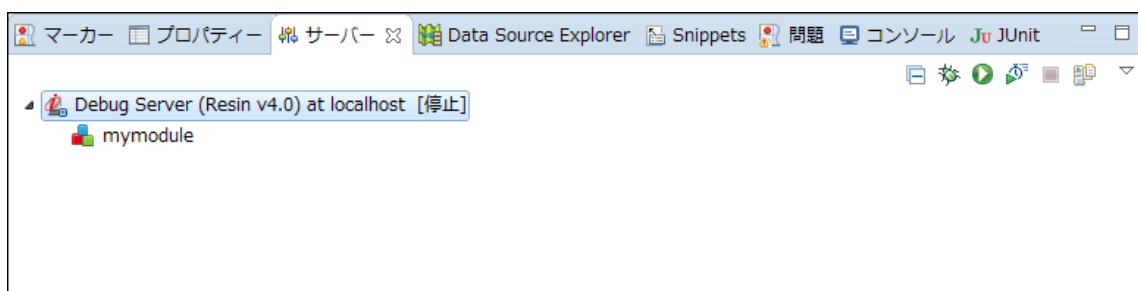 マーカー プロパティー サーバー Data Source Explorer Snippets 問題 コンソール Ju JUnit
Debug Server (Resin v4.0) at localhost [停止]
mymodule